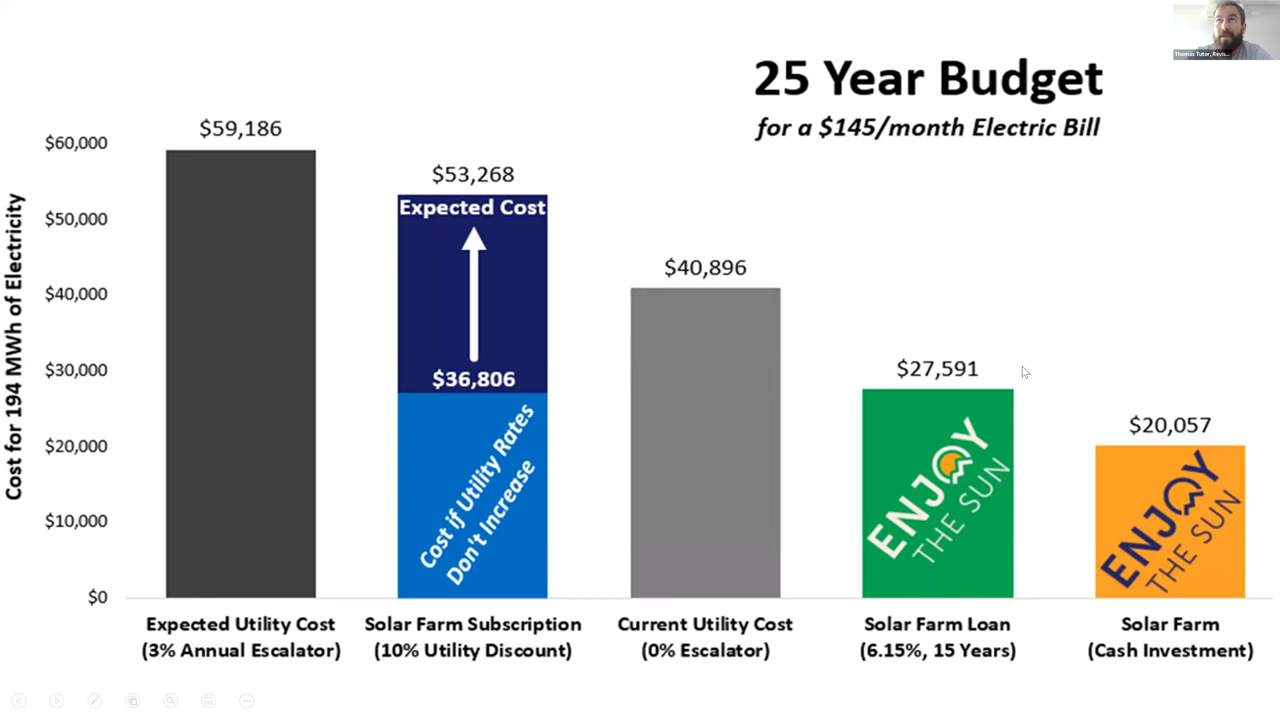 Thomas Tutor, Revis...
25 Year Budget
for a $145/month Electric Bill
Cost for 194 MWh of Electricity
$60,000
$50,000
$40,000
$30,000
$20,000
$10,000
$0
$59,186
$53,268
Expected Cost
$36,806
Cost if Utility Rates
Don't Increase
$40,896
$27,591
ENJOY
THE SUN
$20,057
ENJOY
THE SUN
Expected Utility Cost
(3% Annual Escalator)
Solar Farm Subscription
(10% Utility Discount)
Current Utility Cost
(0% Escalator)
Solar Farm Loan
(6.15%, 15 Years)
Solar Farm
(Cash Investment)